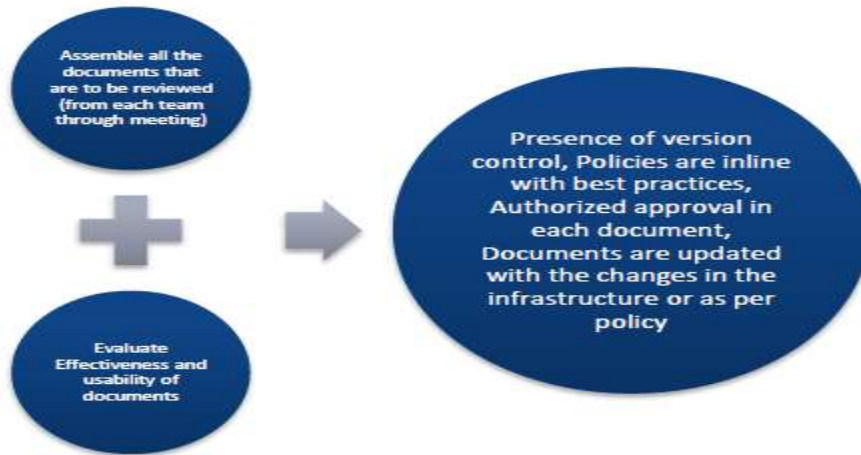 Assemble all the
documents that
are to be reviewed
(from each team
through meeting)
Evaluate
Effectiveness and
usability of
documents
Presence of version
control, Policies are inline
with best practices,
Authorized approval in
each document,
Documents are updated
with the changes in the
infrastructure or as per
policy